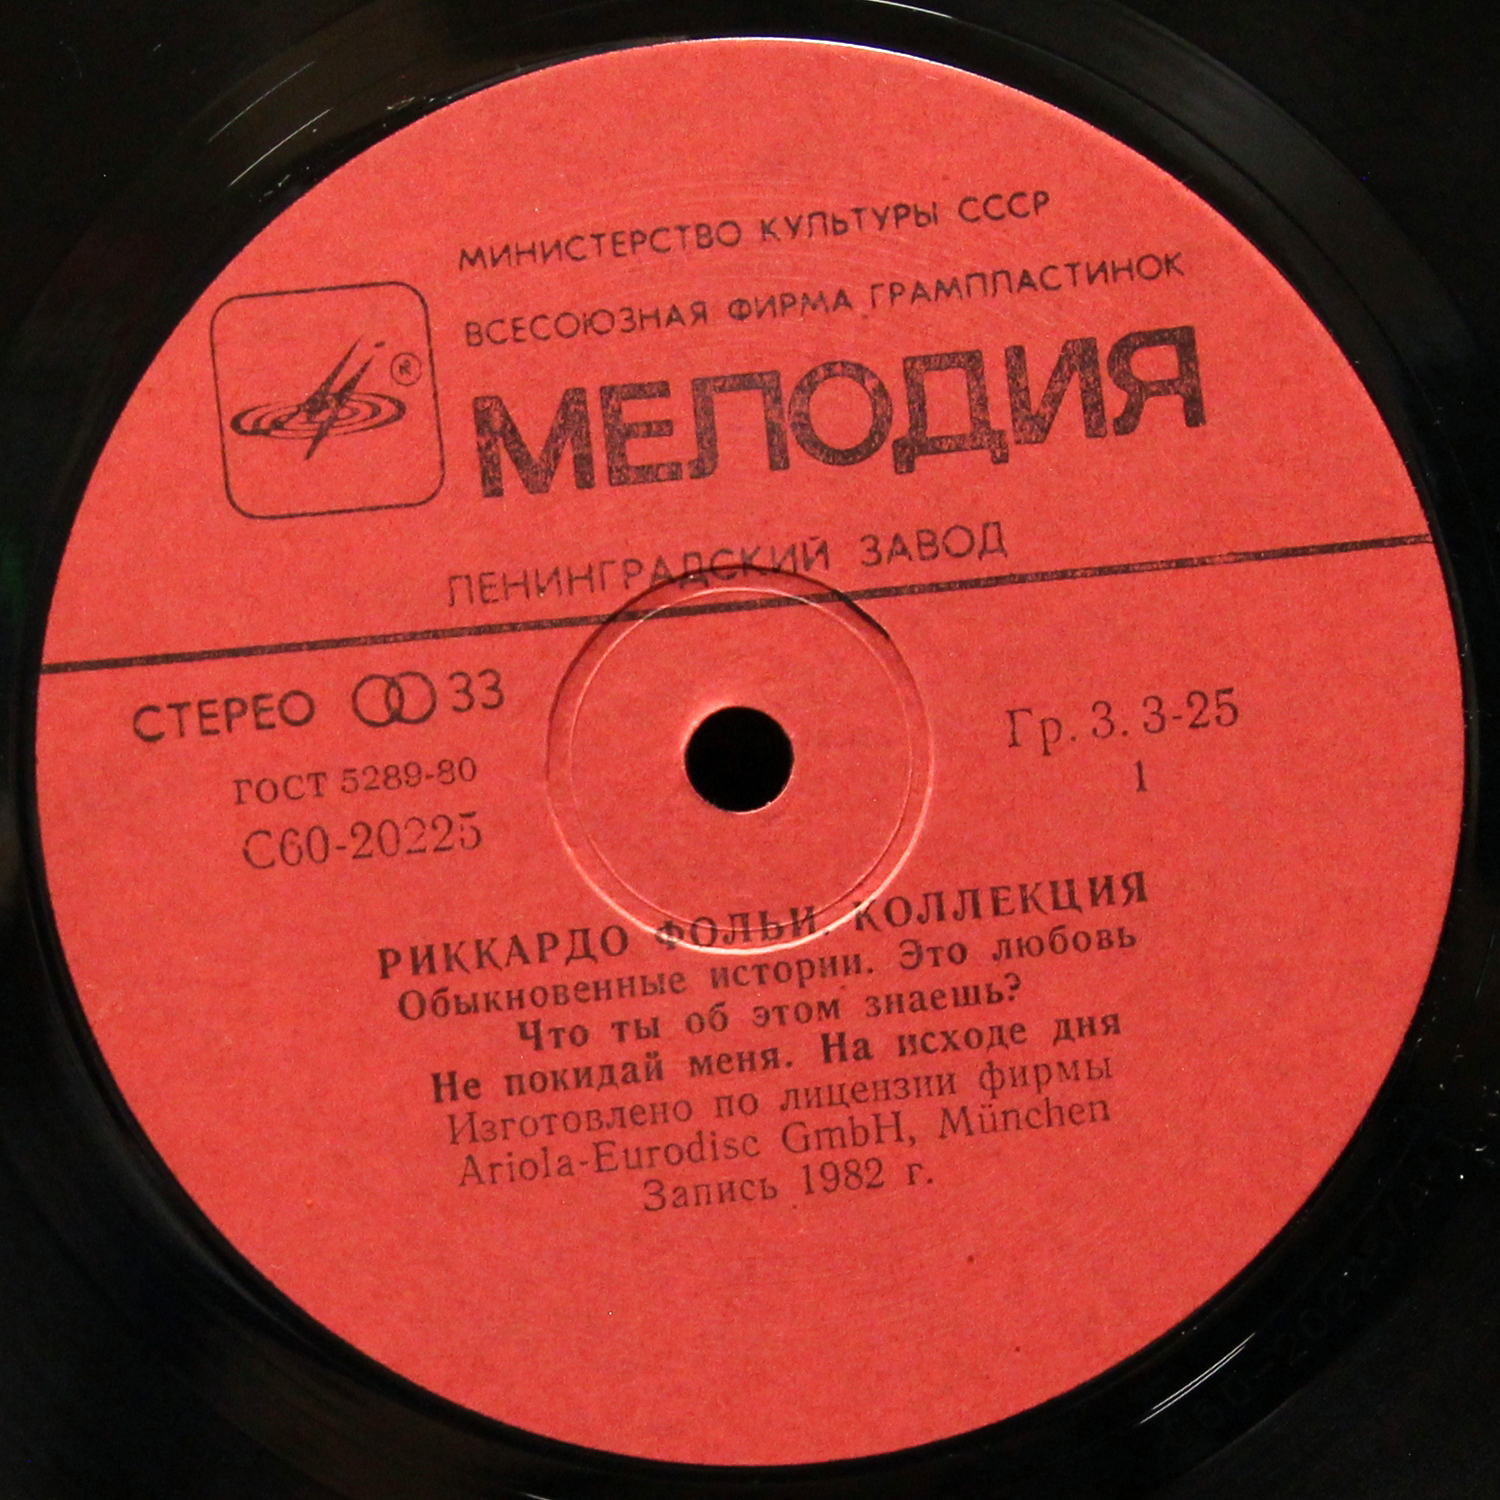 МИНИСТЕРСТВО КУЛЬТУРЫ СССР
ВСЕСОЮЗНАЯ ФИРМА ГРАМПЛАСТИНОК
®
МЕЛОДИЯ
ЛЕНИНГРАДСКИЙ ЗАВОД
СТЕРЕО 33
Гр. 3. 3-25
ГОСТ 5289-80
1
С60-20225
РИККАРДО ФОЛЬИ. КОЛЛЕКЦИЯ
Обыкновенные истории. Это любовь
Что ты об этом знаешь?
Не покидай меня. На исходе дня
Изготовлено по лицензии фирмы
Ariola-Eurodisc GmbH, München
Запись 1982 г.